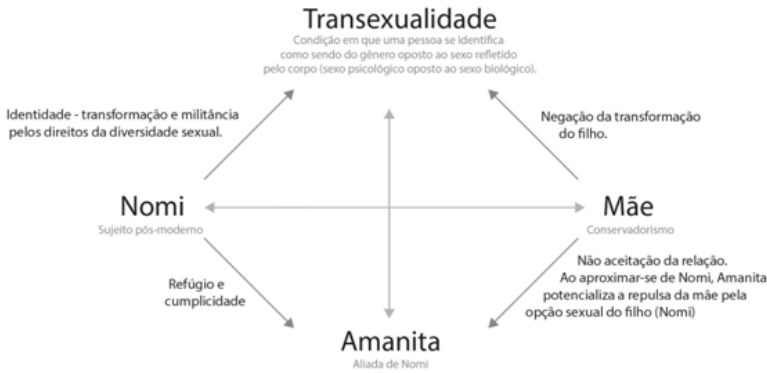 Transexualidade
Condição em que uma pessoa se identifica
como sendo do gênero oposto ao sexo refletido
pelo corpo (sexo psicológico oposto ao sexo biológico).
Identidade - transformação e militância
pelos direitos da diversidade sexual.
Negação da transformação
do filho.
Nomi
Sujeito pós-moderno
Mãe
Conservadorismo
Refúgio e
cumplicidade
Não aceitação da relação.
Ao aproximar-se de Nomi, Amanita
potencializa a repulsa da mãe pela
opção sexual do filho (Nomi)
Amanita
Aliada de Nomi